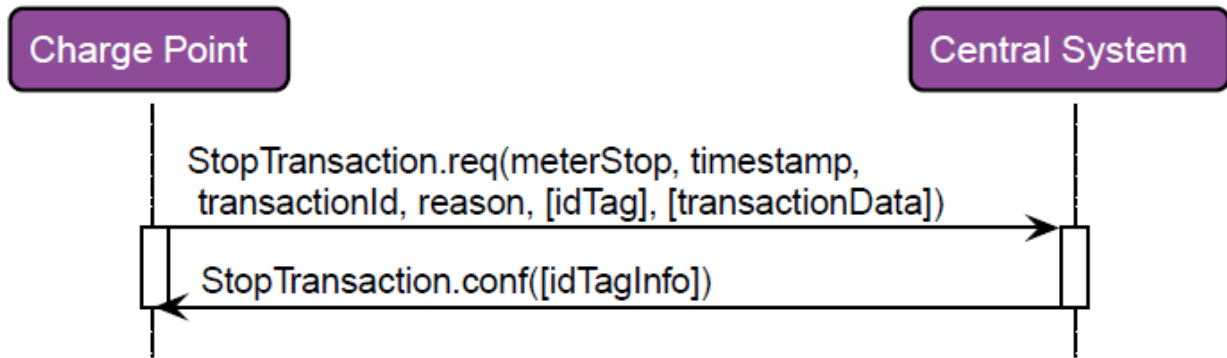 Charge Point
Central System
StopTransaction.req(meterStop, timestamp,
transactionId, reason, [idTag], [transactionData])
StopTransaction.conf([idTagInfo])